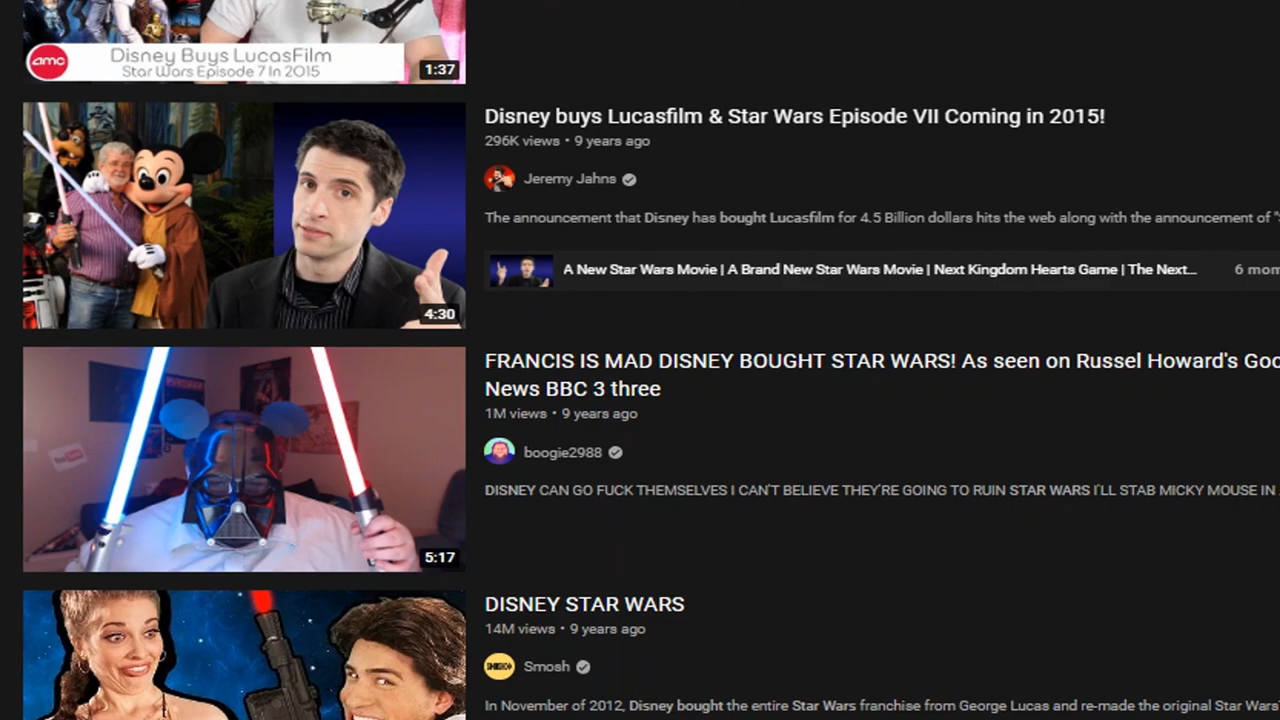 amc
Disney Buys LucasFilm
Star Wars Episode 7 In 2015
1:37
Disney buys Lucasfilm & Star Wars Episode VII Coming in 2015!
296K views • 9 years ago
Jeremy Jahns
The announcement that Disney has bought Lucasfilm for 4.5 Billion dollars hits the web along with the announcement of "
A New Star Wars Movie | A Brand New Star Wars Movie | Next Kingdom Hearts Game | The Next...
6 mom
4:30
FRANCIS IS MAD DISNEY BOUGHT STAR WARS! As seen on Russel Howard's Goo
News BBC 3 three
1M views • 9 years ago
boogie2988
DISNEY CAN GO FUCK THEMSELVES I CAN'T BELIEVE THEY'RE GOING TO RUIN STAR WARS I'LL STAB MICKY MOUSE IN
YouTube
5:17
DISNEY STAR WARS
14M views • 9 years ago
SMOSH
Smosh
In November of 2012, Disney bought the entire Star Wars franchise from George Lucas and re-made the original Star Wars